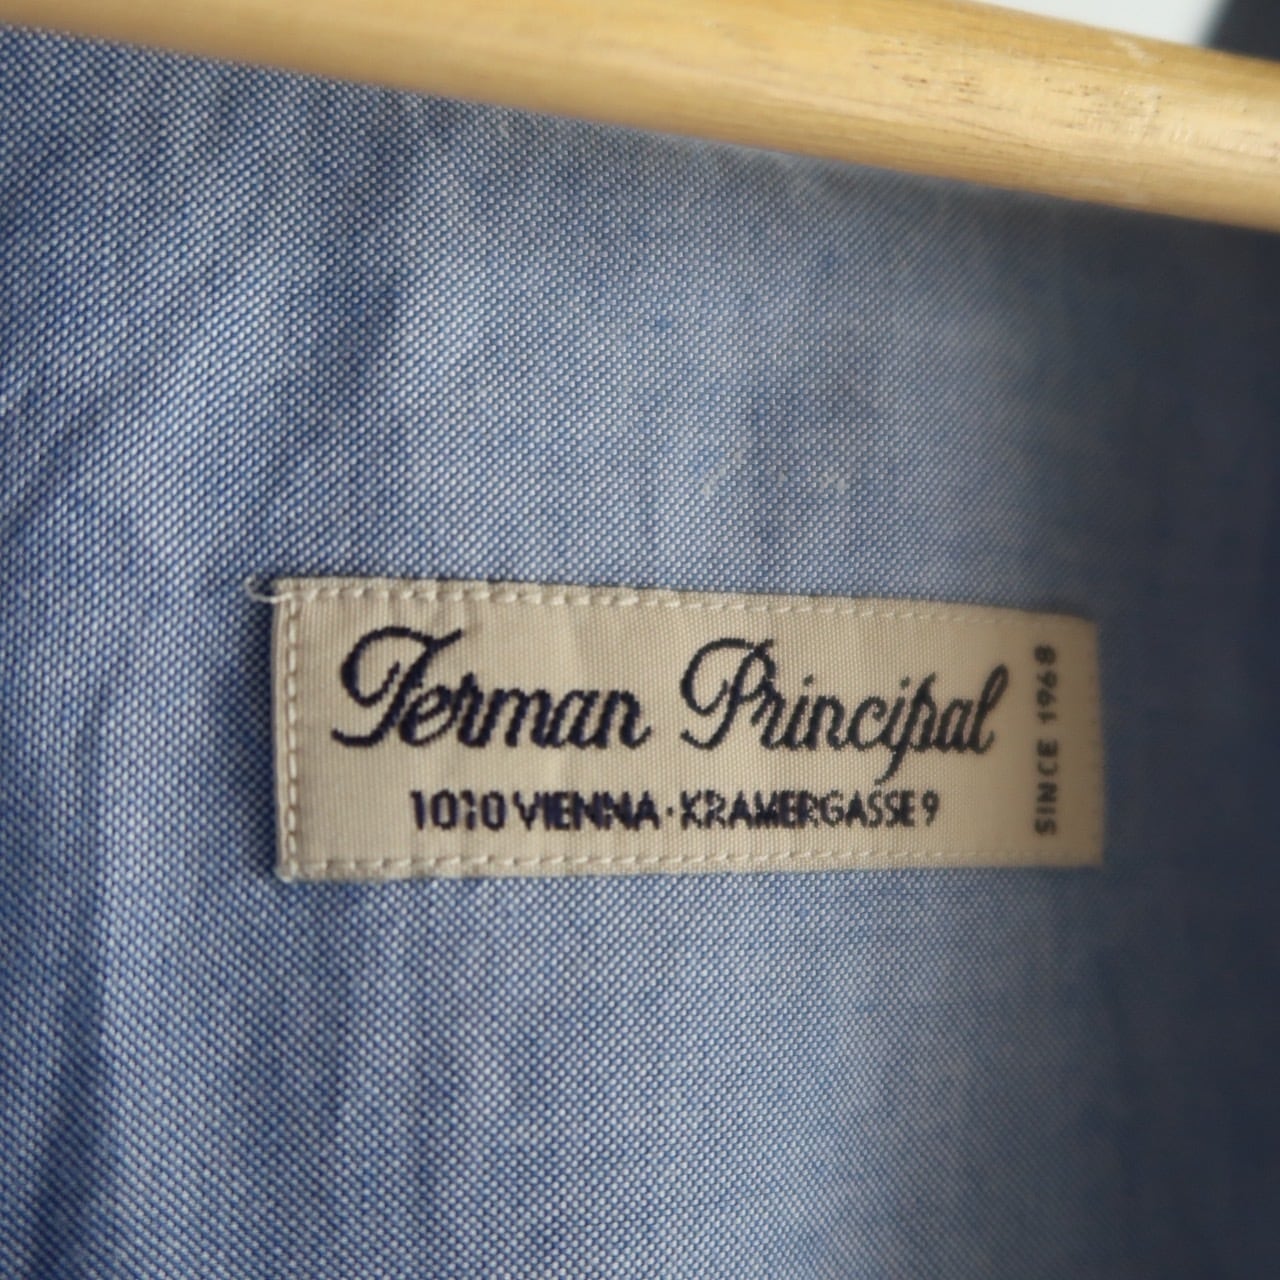 Jerman Principal
1010 VIENNA · KRAMERGASSE 9
SINCE 1968